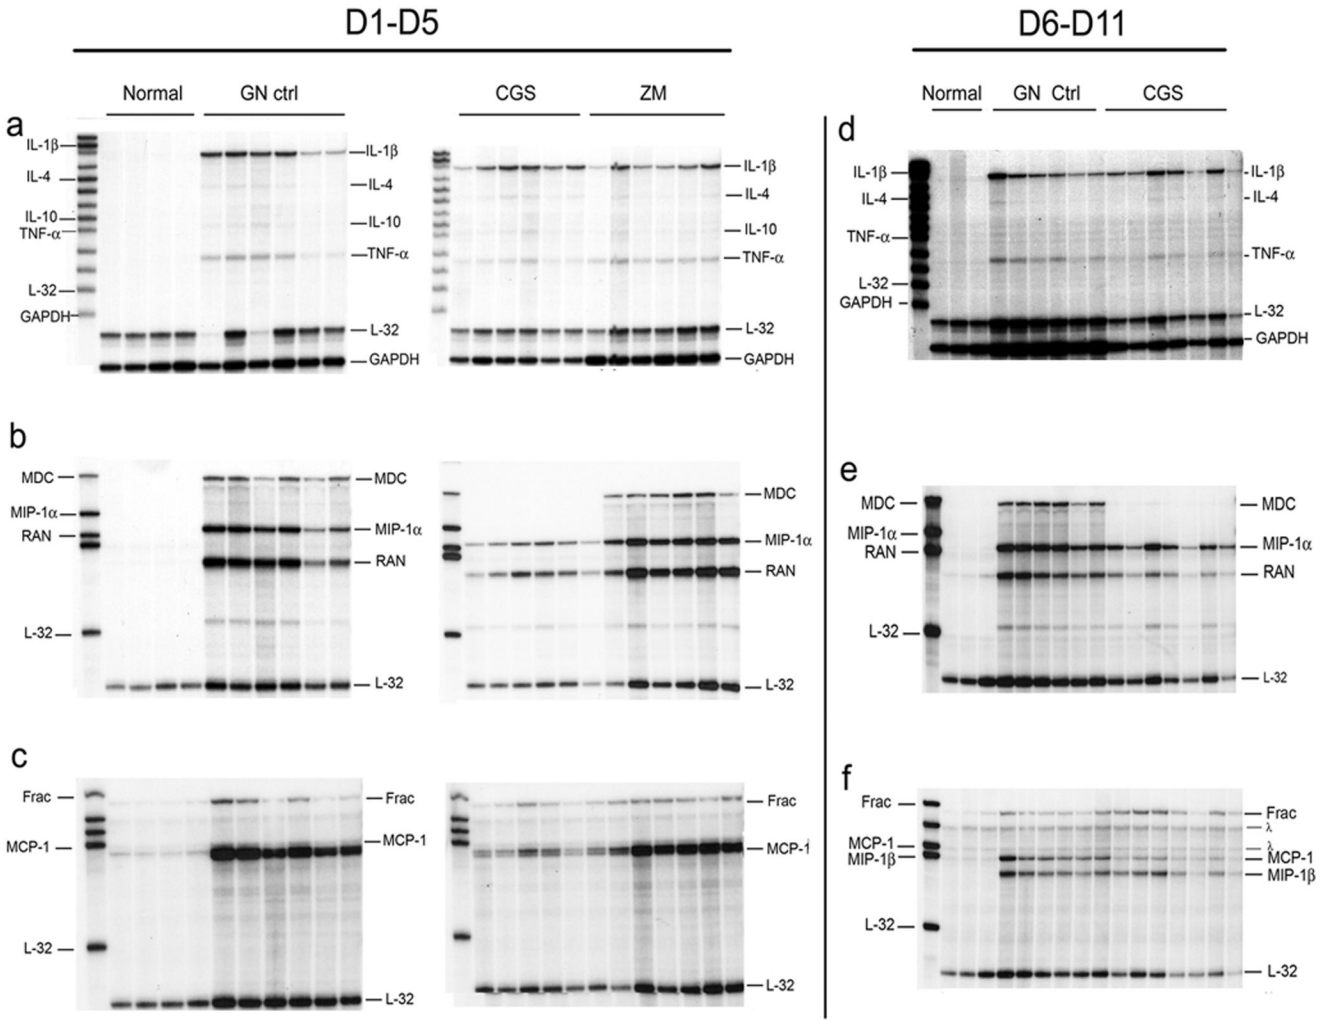 D1-D5
D6-D11
Normal
GN ctrl
CGS
ZM
Normal
GN Ctrl
CGS
a
IL-1β
IL-4
IL-10
TNF-α
L-32
GAPDH
IL-1β
IL-4
IL-10
TNF-α
L-32
GAPDH
IL-1β
IL-4
IL-10
TNF-α
L-32
GAPDH
d
IL-1β
IL-4
TNF-α
L-32
GAPDH
IL-1β
IL-4
TNF-α
L-32
GAPDH
b
MDC
MIP-1α
RAN
L-32
MDC
MIP-1α
RAN
L-32
MDC
MIP-1α
RAN
L-32
e
MDC
MIP-1α
RAN
L-32
MDC
MIP-1α
RAN
L-32
c
Frac
MCP-1
L-32
Frac
MCP-1
L-32
Frac
MCP-1
L-32
f
Frac
MCP-1
MIP-1β
L-32
Frac
λ
λ
MCP-1
MIP-1β
L-32